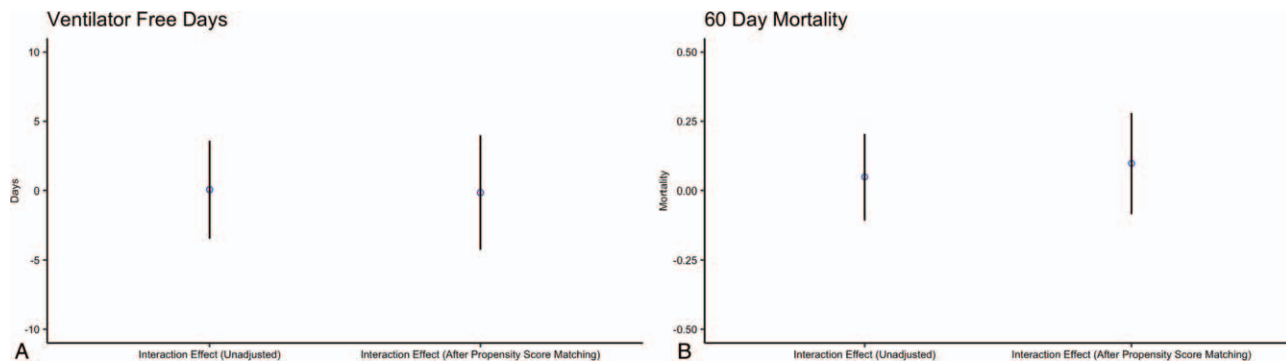 Ventilator Free Days
10
5
0
-5
-10
Days
Interaction Effect (Unadjusted)
Interaction Effect (After Propensity Score Matching)
A
60 Day Mortality
0.50
0.25
0.00
-0.25
-0.50
Mortality
Interaction Effect (Unadjusted)
Interaction Effect (After Propensity Score Matching)
B